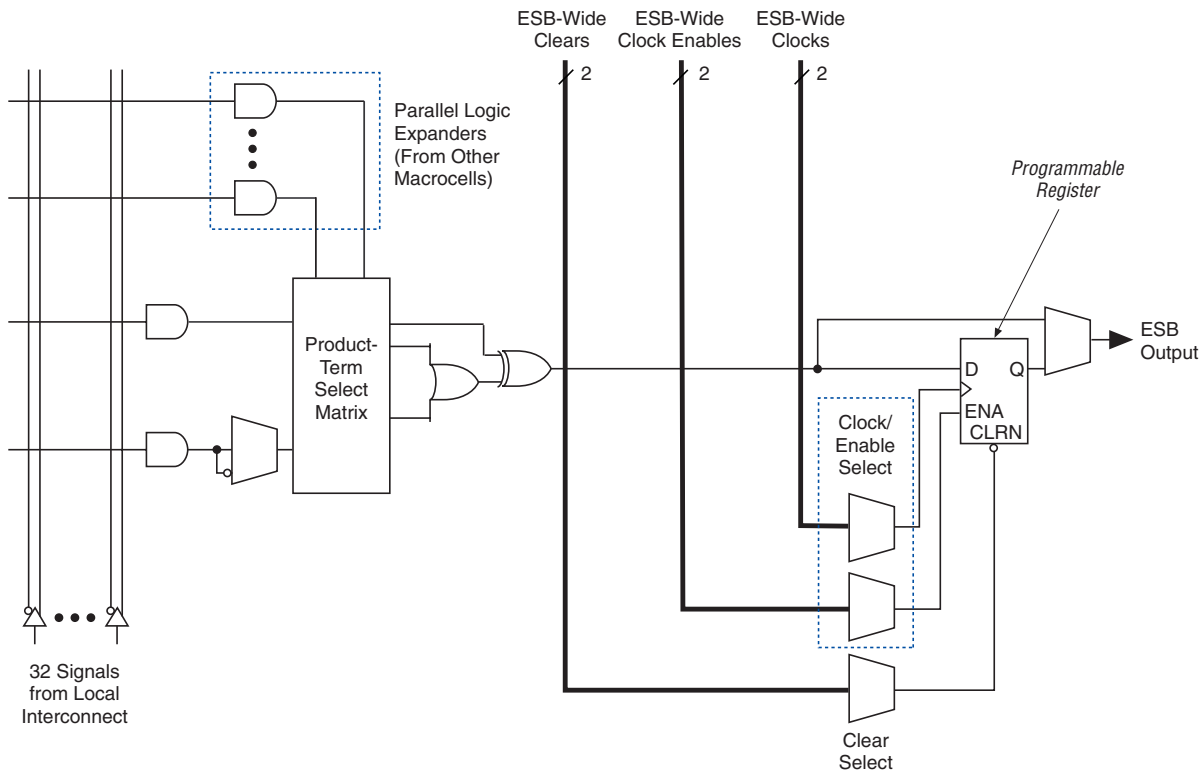 ESB-Wide
Clears
ESB-Wide
Clock Enables
ESB-Wide
Clocks
2
2
2
Parallel Logic
Expanders
(From Other
Macrocells)
Programmable
Register
Product-
Term
Select
Matrix
ESB
Output
D
Q
ENA
CLRN
Clock/
Enable
Select
32 Signals
from Local
Interconnect
Clear
Select